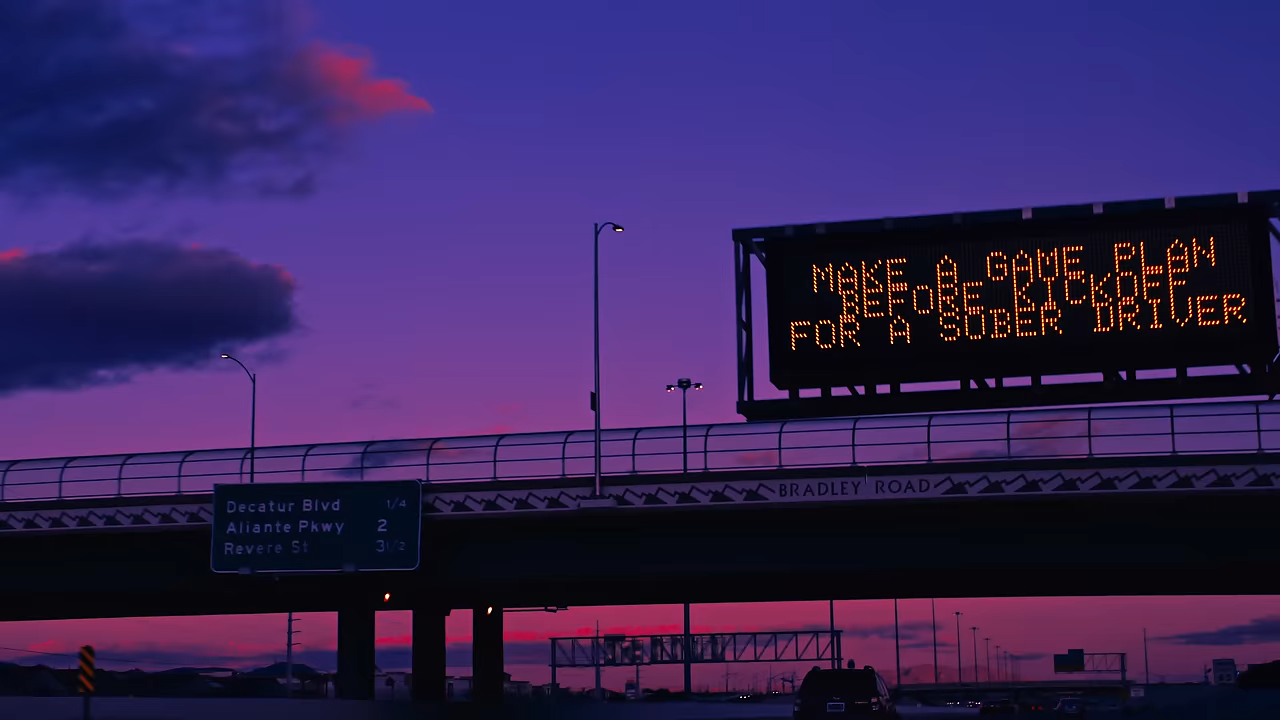 MAKE A GAME PLAN
BEFORE KICKOFF
FOR A SOBER DRIVER
BRADLEY ROAD
Decatur Blvd 1/4
Aliante Pkwy 2
Revere St 3 1/2